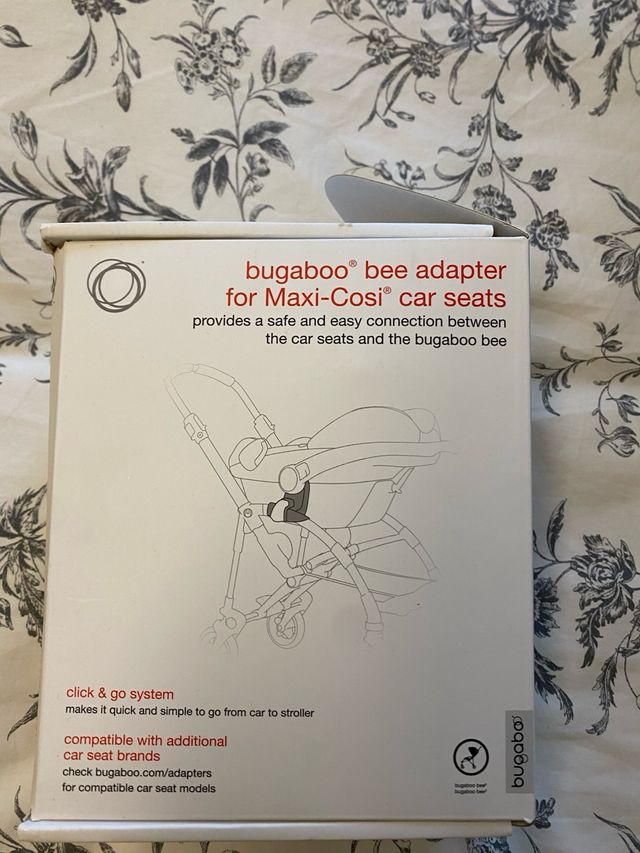 bugaboo® bee adapter
for Maxi-Cosi® car seats
provides a safe and easy connection between
the car seats and the bugaboo bee
click & go system
makes it quick and simple to go from car to stroller
compatible with additional
car seat brands
check bugaboo.com/adapters
for compatible car seat models
bugaboo bee
bugaboo bee
bugaboo